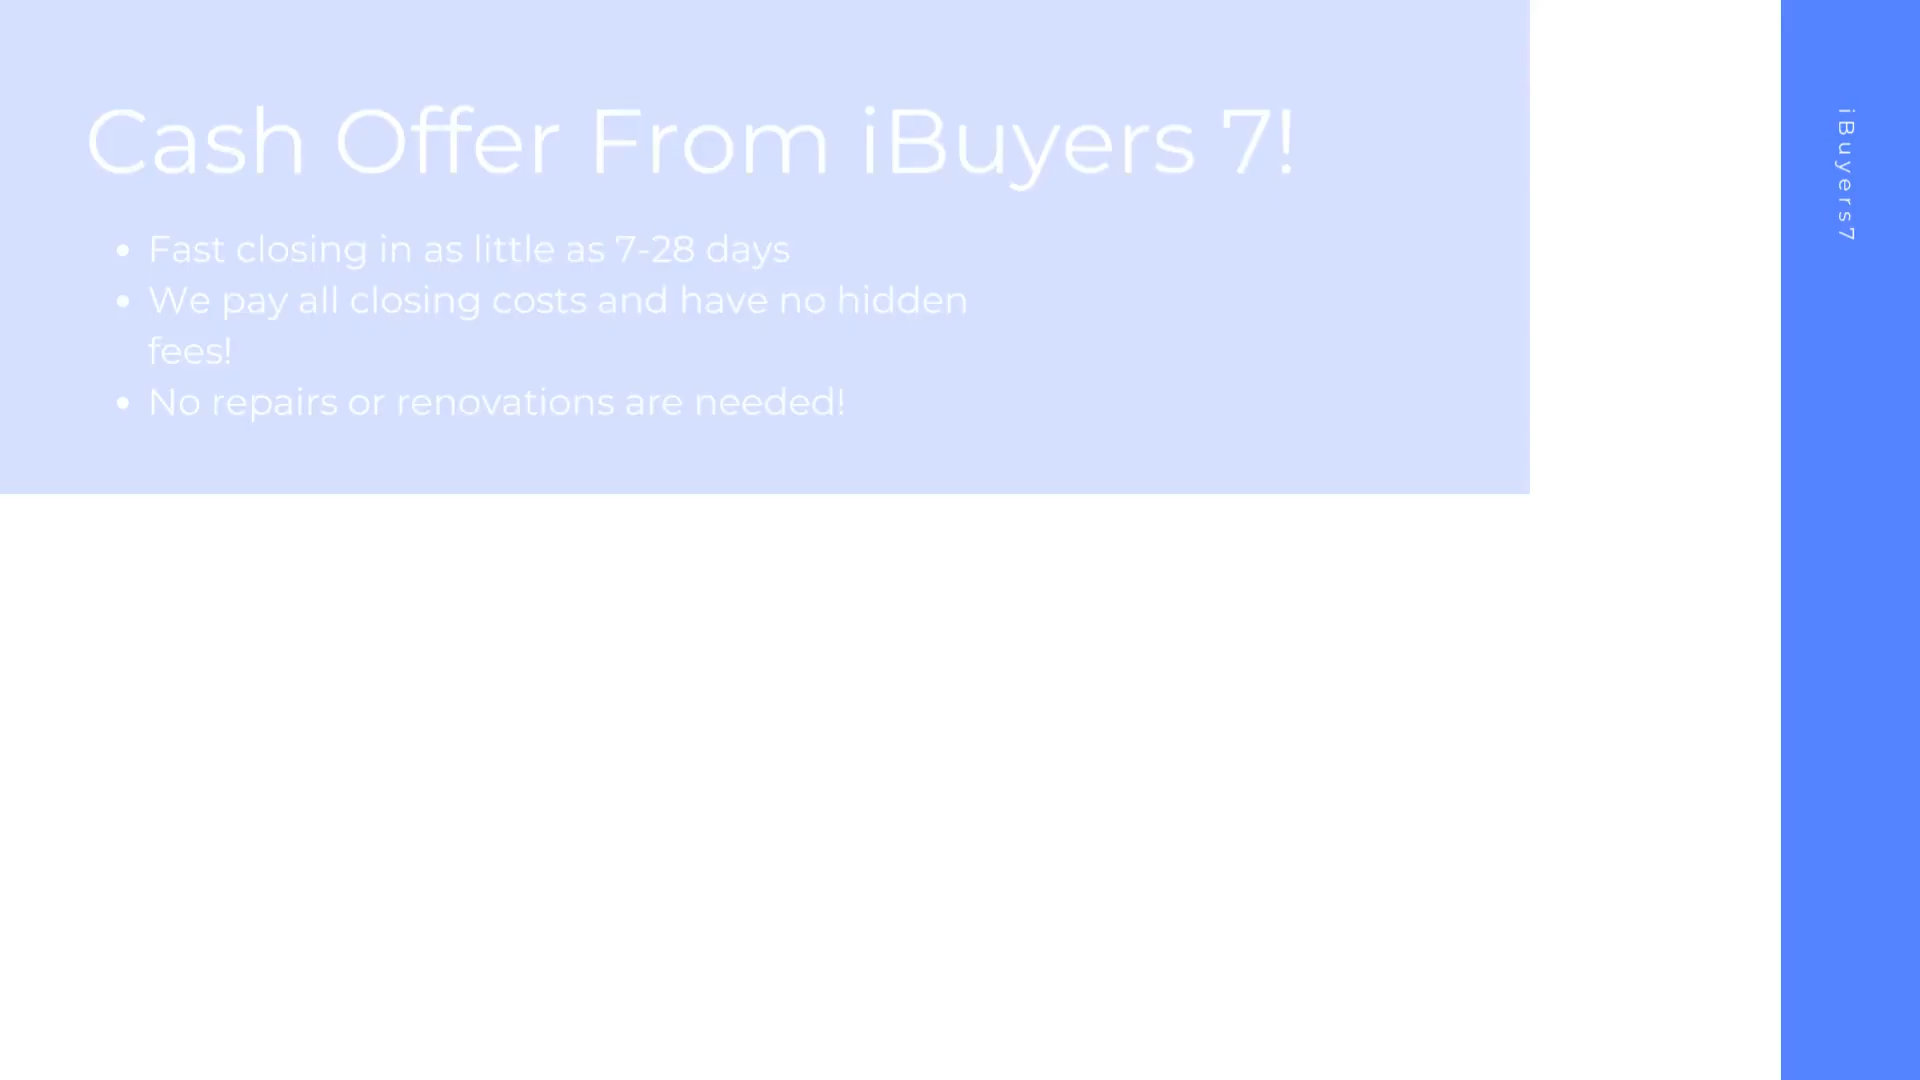 Cash Offer From iBuyers 7!
• Fast closing in as little as 7-28 days
• We pay all closing costs and have no hidden
fees!
• No repairs or renovations are needed!
iBuyers7